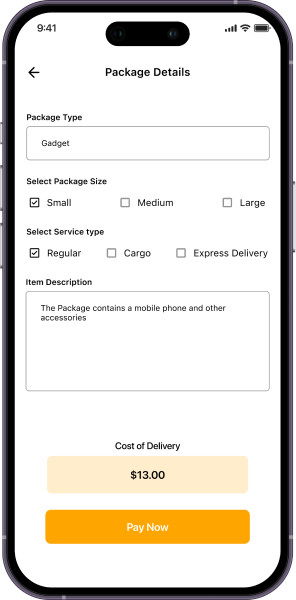 9:41
Package Details
Package Type
Gadget
Select Package Size
Small Medium Large
Select Service type
Regular Cargo Express Delivery
Item Description
The Package contains a mobile phone and other
accessories
Cost of Delivery
$13.00
Pay Now